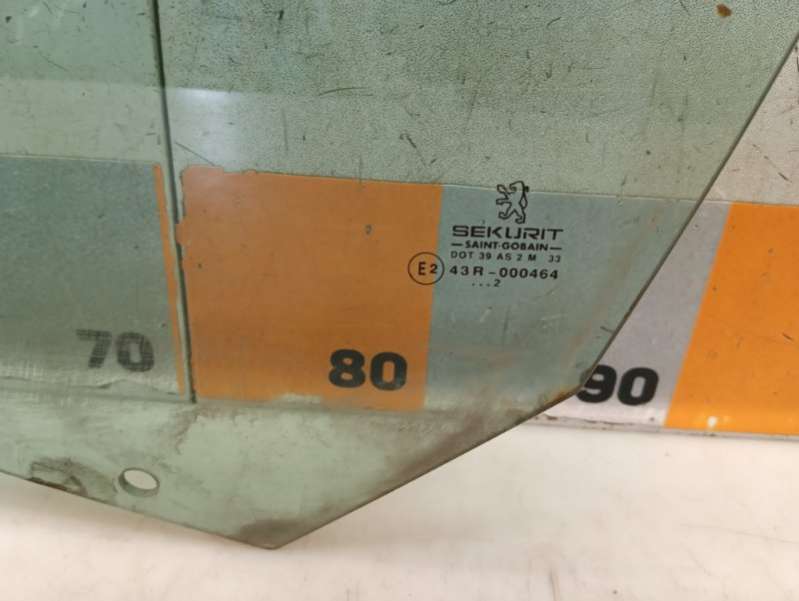 SEKURIT
SAINT-GOBAIN
DOT 39 AS 2 M 33
E2 43R-000464
...2
70
80
90